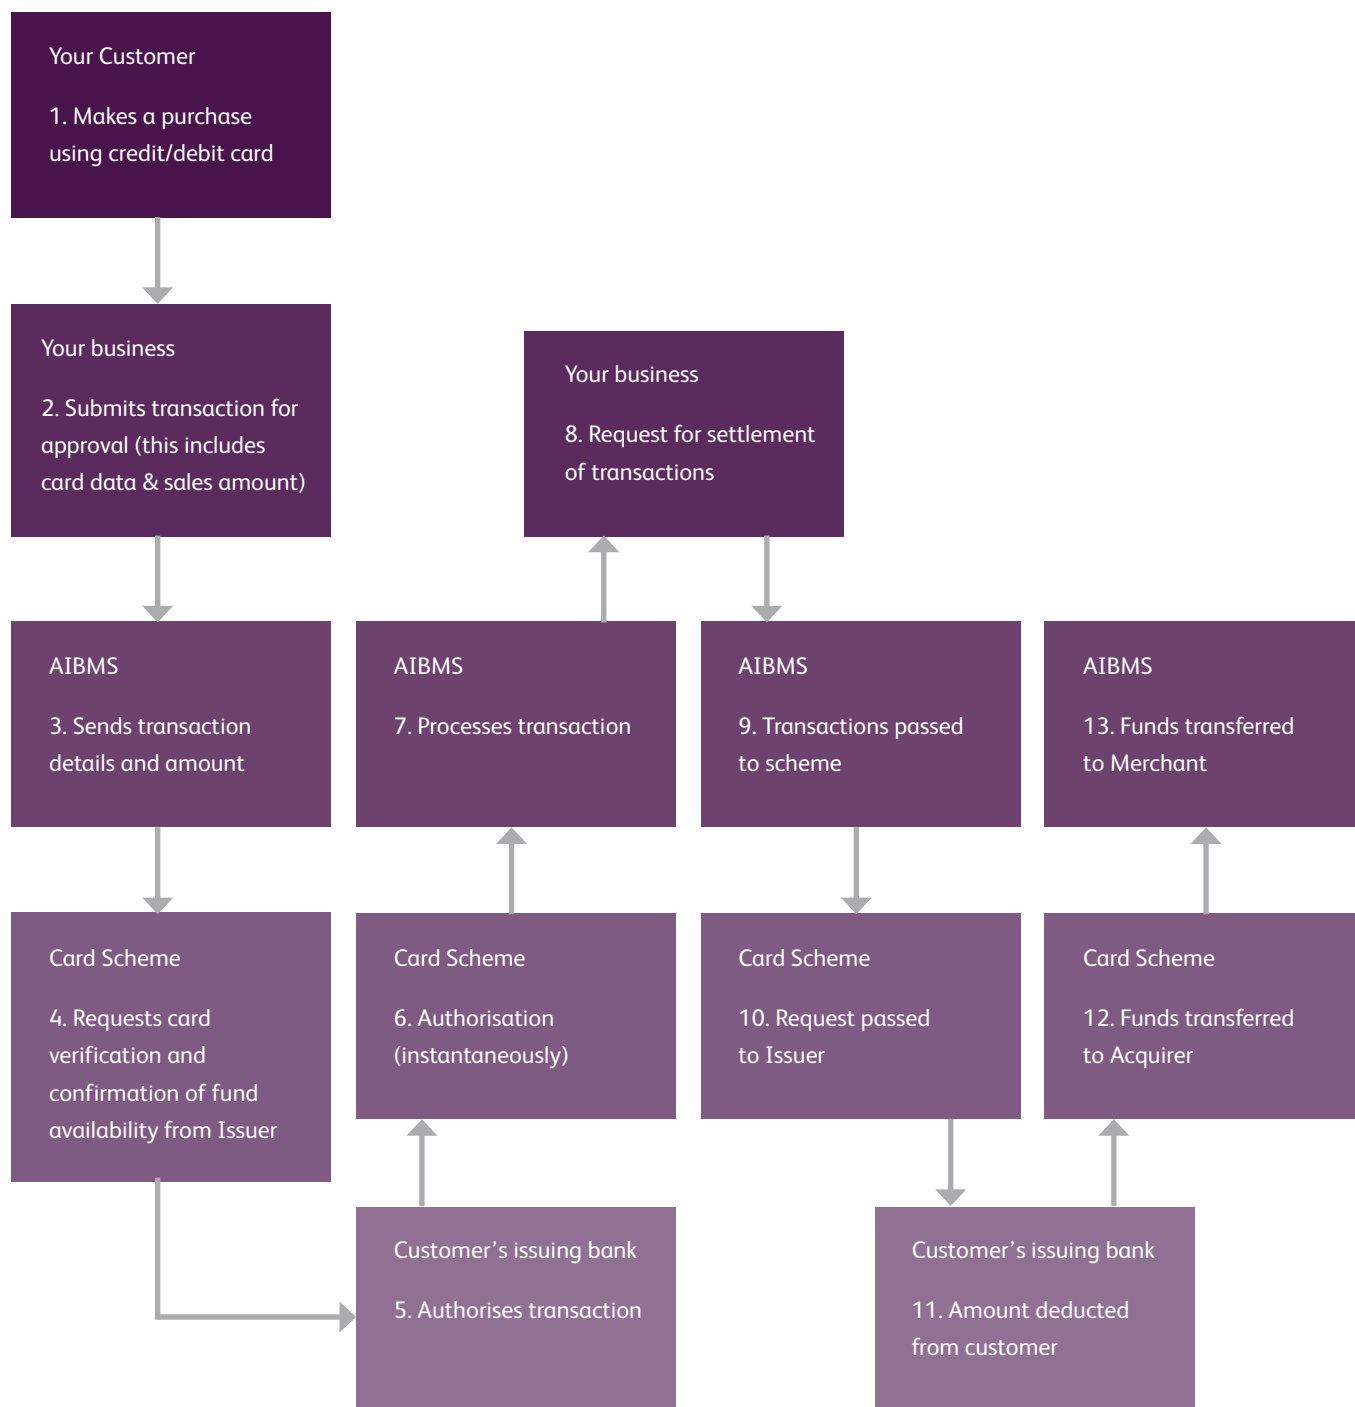 Your Customer
1. Makes a purchase
using credit/debit card
Your business
2. Submits transaction for
approval (this includes
card data & sales amount)
AIBMS
3. Sends transaction
details and amount
Card Scheme
4. Requests card
verification and
confirmation of fund
availability from Issuer
Customer’s issuing bank
5. Authorises transaction
Card Scheme
6. Authorisation
(instantaneously)
AIBMS
7. Processes transaction
Your business
8. Request for settlement
of transactions
AIBMS
9. Transactions passed
to scheme
Card Scheme
10. Request passed
to Issuer
Customer’s issuing bank
11. Amount deducted
from customer
Card Scheme
12. Funds transferred
to Acquirer
AIBMS
13. Funds transferred
to Merchant